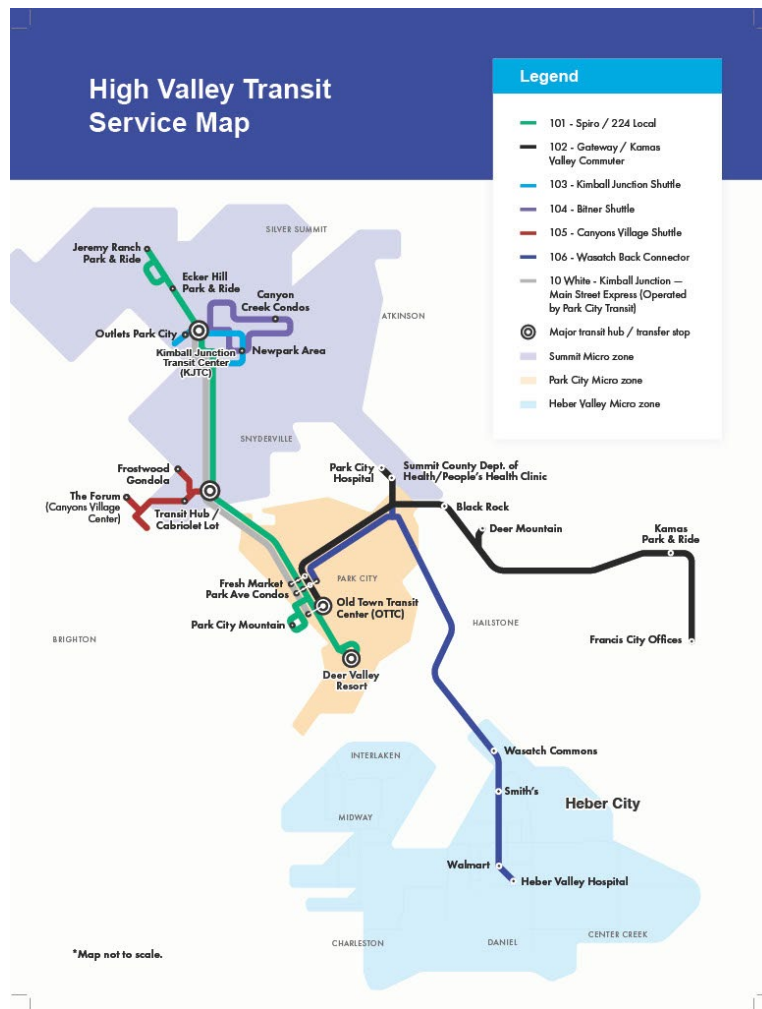 High Valley Transit
Service Map
Legend
101 - Spiro / 224 Local
102 - Gateway / Kamas
Valley Commuter
103 - Kimball Junction Shuttle
104 - Bitner Shuttle
105 - Canyons Village Shuttle
106 - Wasatch Back Connector
10 White - Kimball Junction —
Main Street Express (Operated
by Park City Transit)
Major transit hub / transfer stop
Summit Micro zone
Park City Micro zone
Heber Valley Micro zone
SILVER SUMMIT
Jeremy Ranch
Park & Ride
Ecker Hill
Park & Ride
Canyon
Creek Condos
ATKINSON
Outlets Park City
Kimball Junction
Transit Center
(KJTC)
Newpark Area
SNYDERVILLE
Frostwood
Gondola
The Forum
(Canyons Village
Center)
Transit Hub /
Cabriolet Lot
Park City
Hospital
Summit County Dept. of
Health/People's Health Clinic
Black Rock
Deer Mountain
Kamas
Park & Ride
Fresh Market
Park Ave Condos
PARK CITY
Old Town Transit
Center (OTTC)
Park City Mountain
HAILSTONE
BRIGHTON
Francis City Offices
Deer Valley
Resort
INTERLAKEN
Wasatch Commons
Smith's
Heber City
MIDWAY
Walmart
Heber Valley Hospital
CHARLESTON
DANIEL
CENTER CREEK
*Map not to scale.